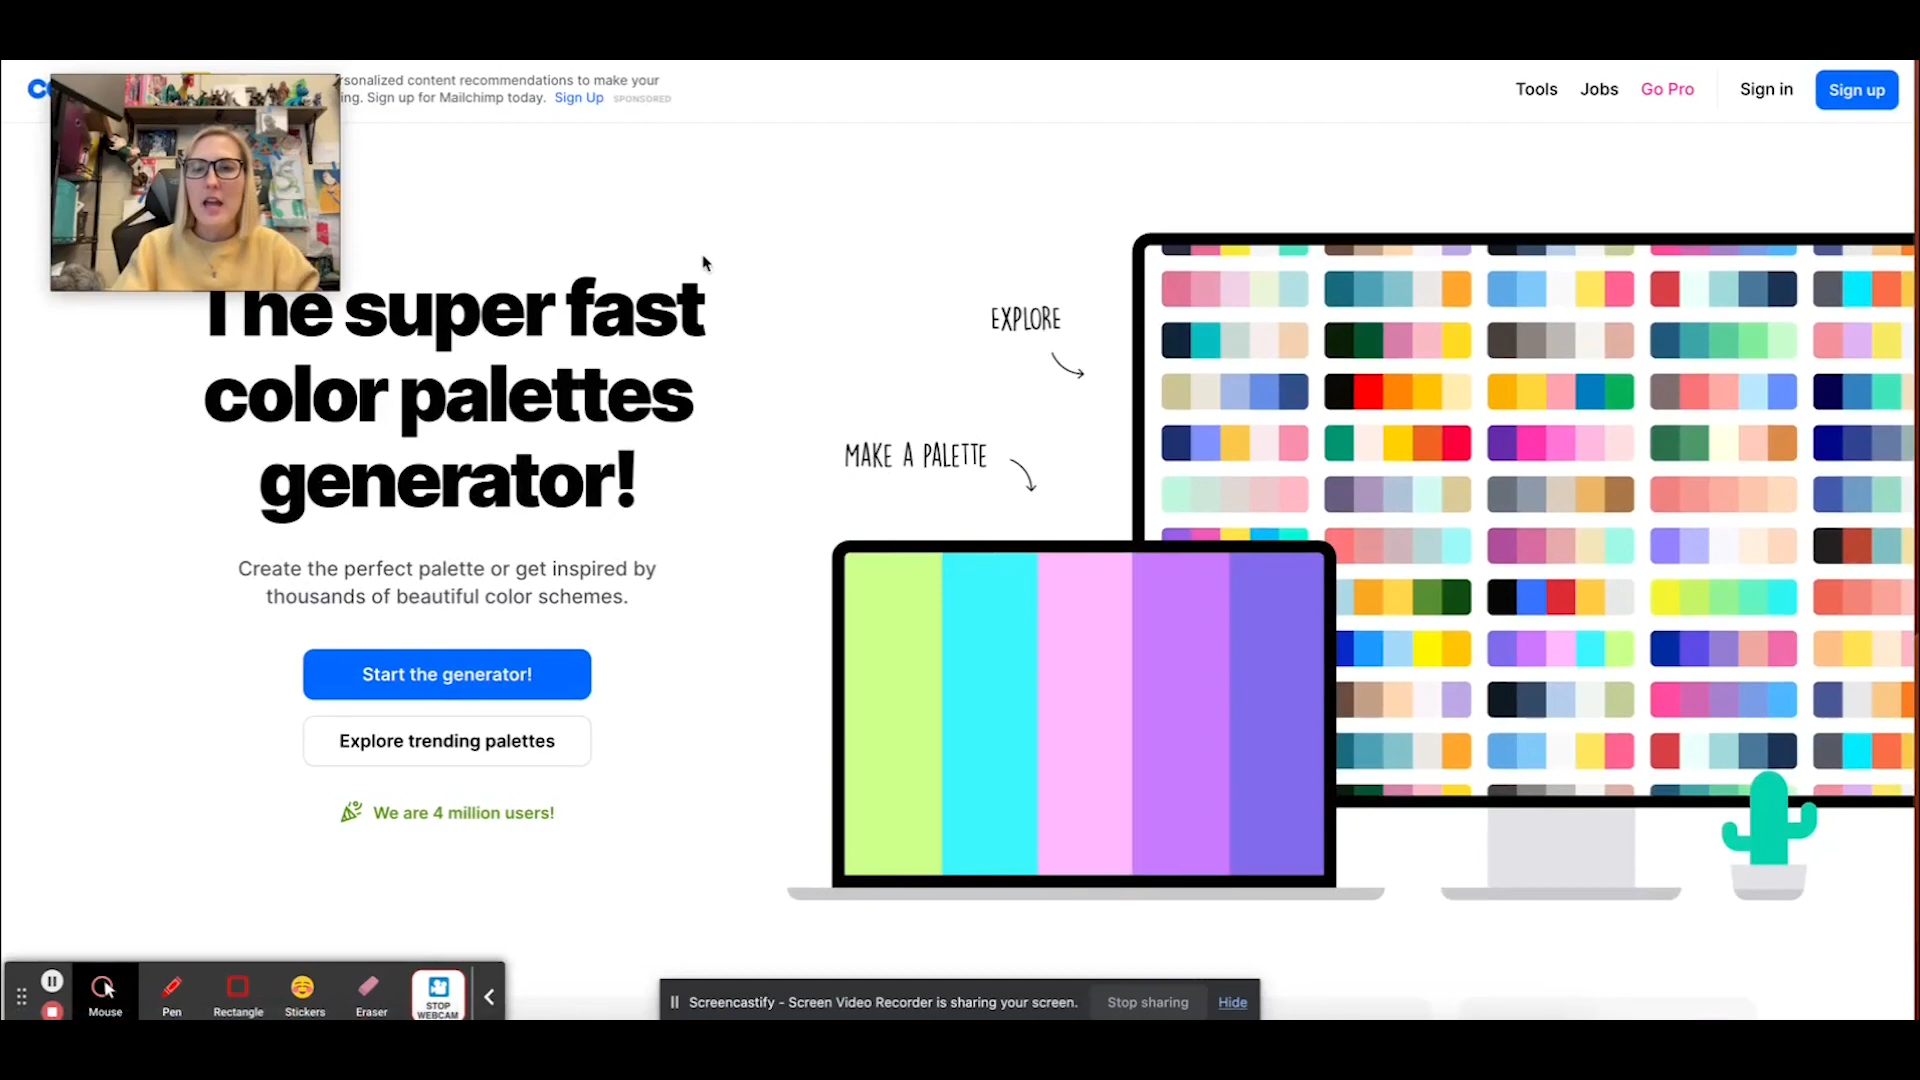 rsonalized content recommendations to make your
ing. Sign up for Mailchimp today. Sign Up SPONSORED
Tools Jobs Go Pro Sign in Sign up
The super fast
color palettes
generator!
Create the perfect palette or get inspired by
thousands of beautiful color schemes.
Start the generator!
Explore trending palettes
We are 4 million users!
EXPLORE
MAKE A PALETTE
Mouse Pen Rectangle Stickers Eraser STOP
WEBCAM
Screencastify - Screen Video Recorder is sharing your screen. Stop sharing Hide